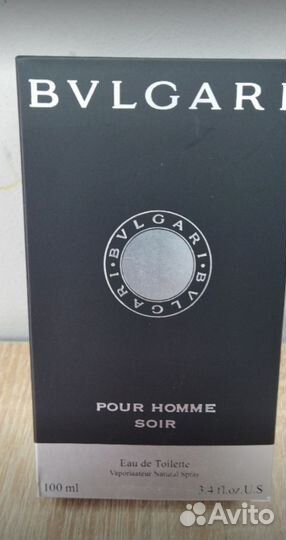 BVLGARI
BVLGARI · BVLGARI ·
POUR HOMME
SOIR
Eau de Toilette
Vaporisateur Natural Spray
100 ml 3.4 fl.oz.U.S
Avito